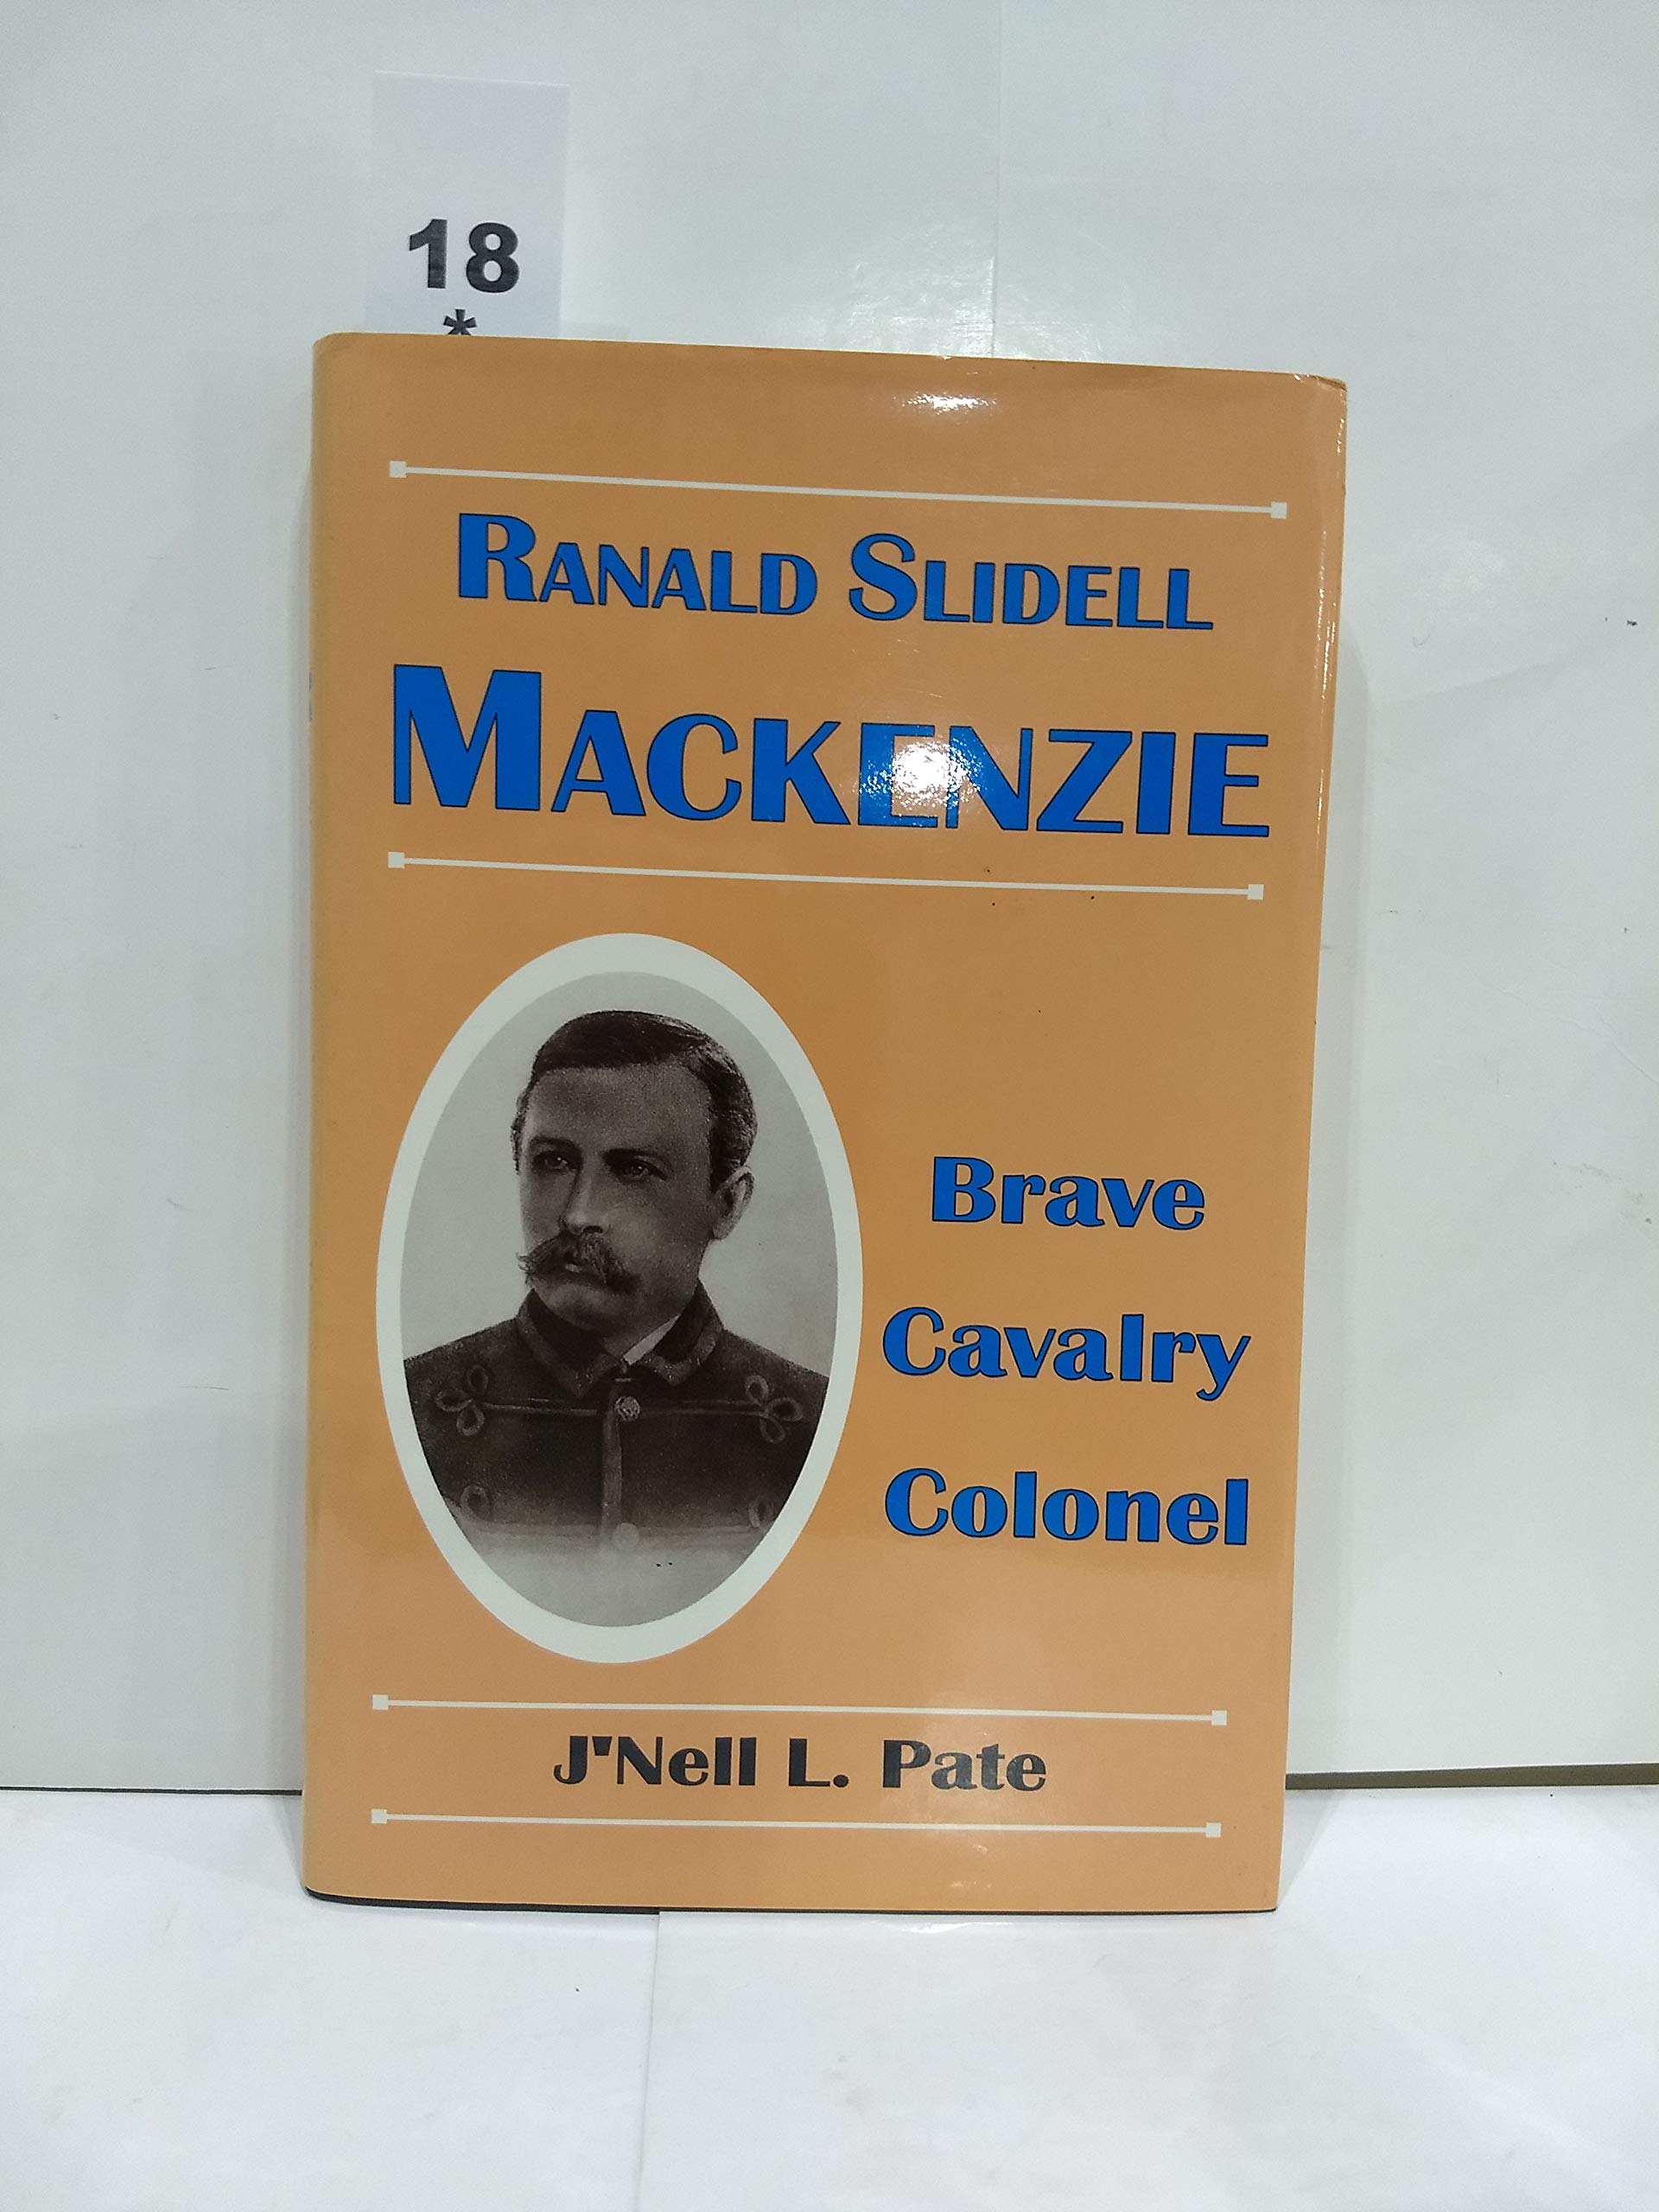 18
*
RANALD SLIDELL
MACKENZIE
Brave
Cavalry
Colonel
J'Nell L. Pate